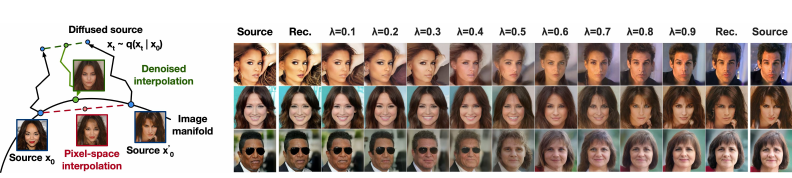 Diffused source
xₜ ~ q(xₜ | x₀)
Denoised
interpolation
Image
manifold
Source x₀
Pixel-space
interpolation
Source x'₀
Source Rec. λ=0.1 λ=0.2 λ=0.3 λ=0.4 λ=0.5 λ=0.6 λ=0.7 λ=0.8 λ=0.9 Rec. Source